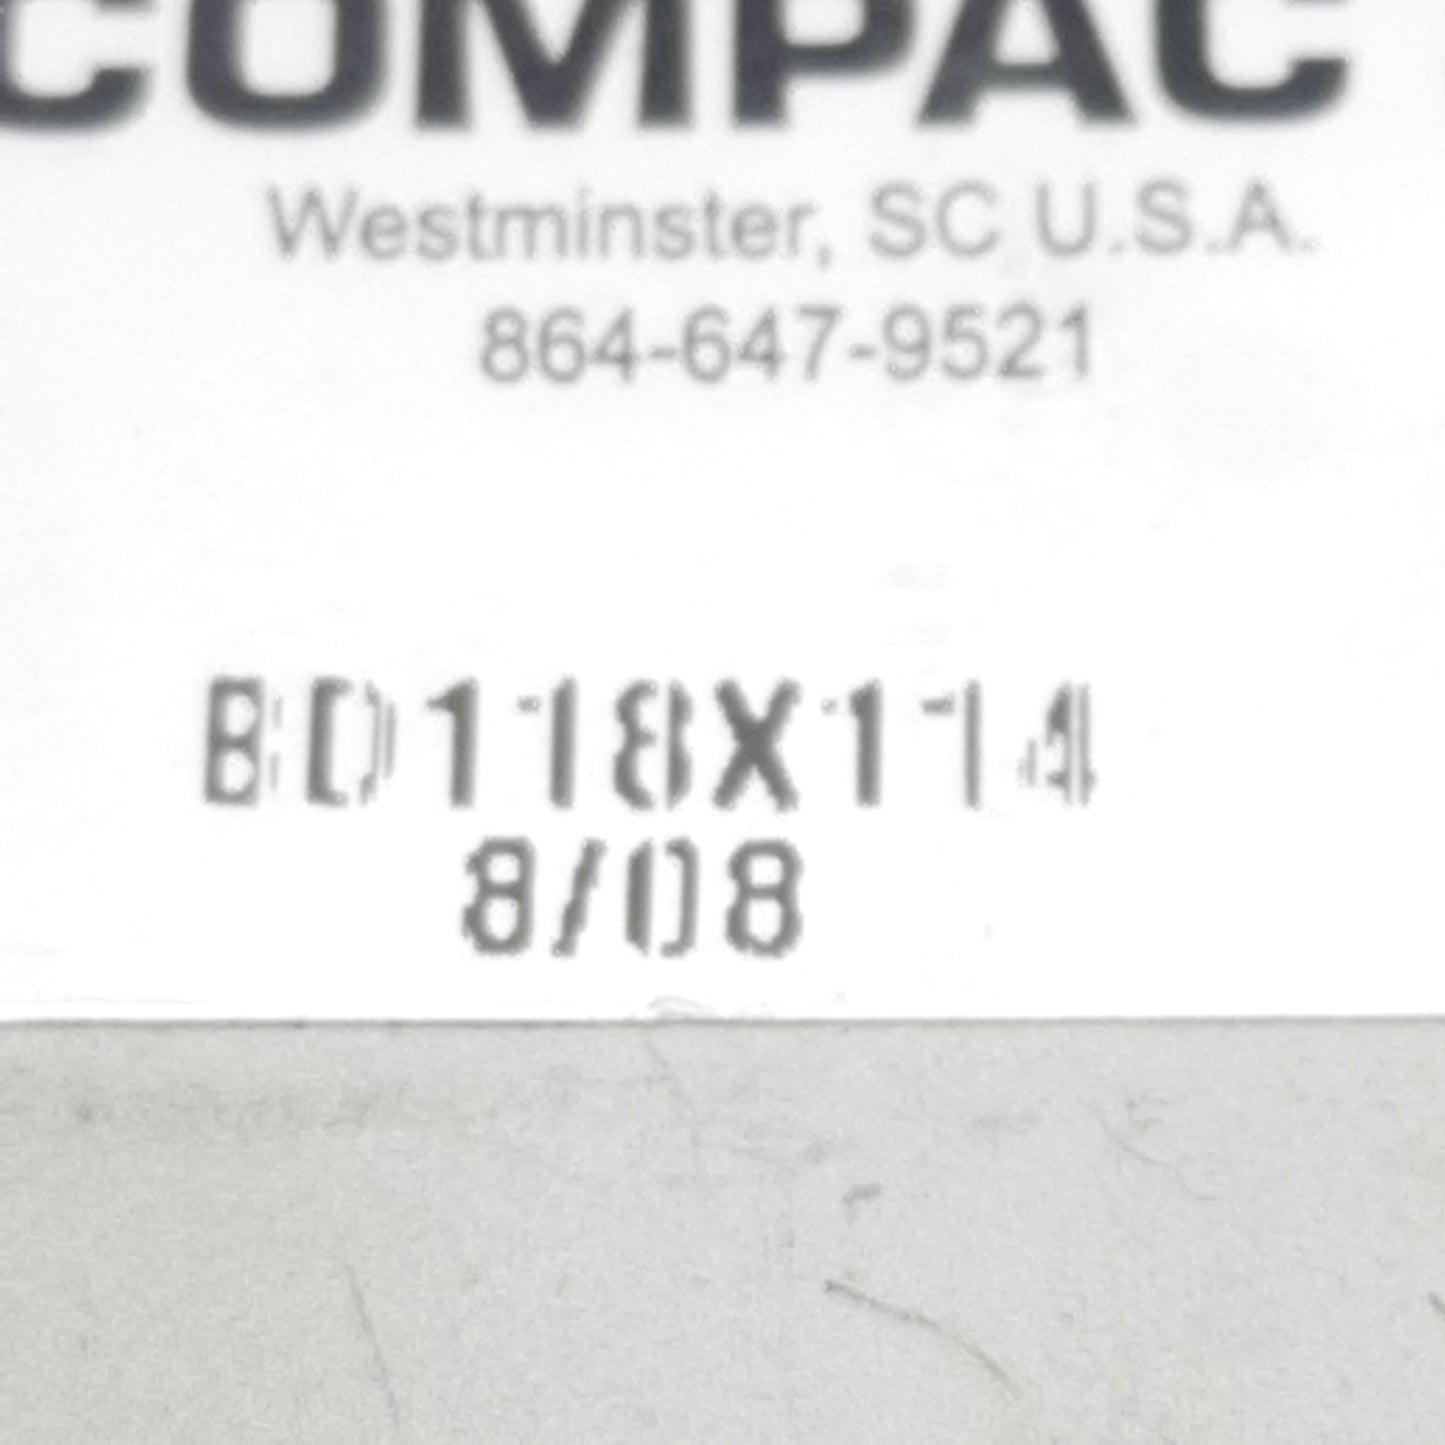 COMPAC
Westminster, SC U.S.A.
864-647-9521
BD118X114
8/08